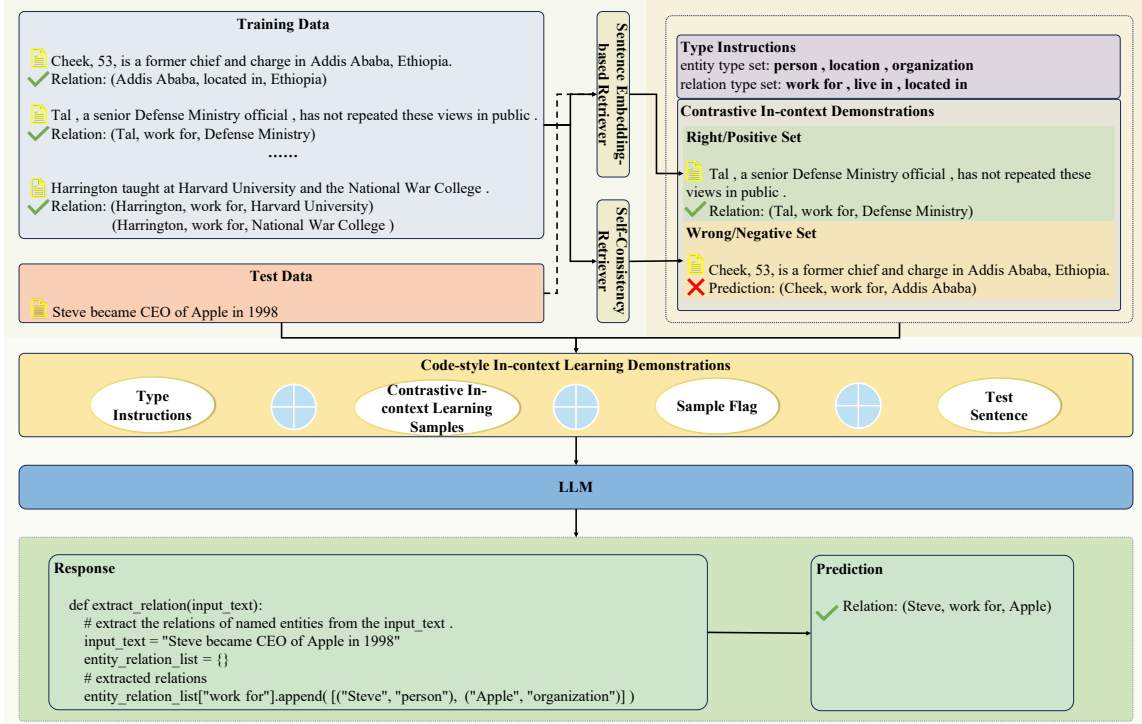 Training Data
Cheek, 53, is a former chief and charge in Addis Ababa, Ethiopia.
Relation: (Addis Ababa, located in, Ethiopia)
Tal , a senior Defense Ministry official , has not repeated these views in public .
Relation: (Tal, work for, Defense Ministry)
......
Harrington taught at Harvard University and the National War College .
Relation: (Harrington, work for, Harvard University)
(Harrington, work for, National War College )
Test Data
Steve became CEO of Apple in 1998
Sentence Embedding-
based Retriever
Self-Consistency
Retriever
Type Instructions
entity type set: person , location , organization
relation type set: work for , live in , located in
Contrastive In-context Demonstrations
Right/Positive Set
Tal , a senior Defense Ministry official , has not repeated these
views in public .
Relation: (Tal, work for, Defense Ministry)
Wrong/Negative Set
Cheek, 53, is a former chief and charge in Addis Ababa, Ethiopia.
Prediction: (Cheek, work for, Addis Ababa)
Code-style In-context Learning Demonstrations
Type
Instructions
Contrastive In-
context Learning
Samples
Sample Flag
Test
Sentence
LLM
Response
def extract_relation(input_text):
# extract the relations of named entities from the input_text .
input_text = "Steve became CEO of Apple in 1998"
entity_relation_list = {}
# extracted relations
entity_relation_list["work for"].append( [("Steve", "person"), ("Apple", "organization")] )
Prediction
Relation: (Steve, work for, Apple)